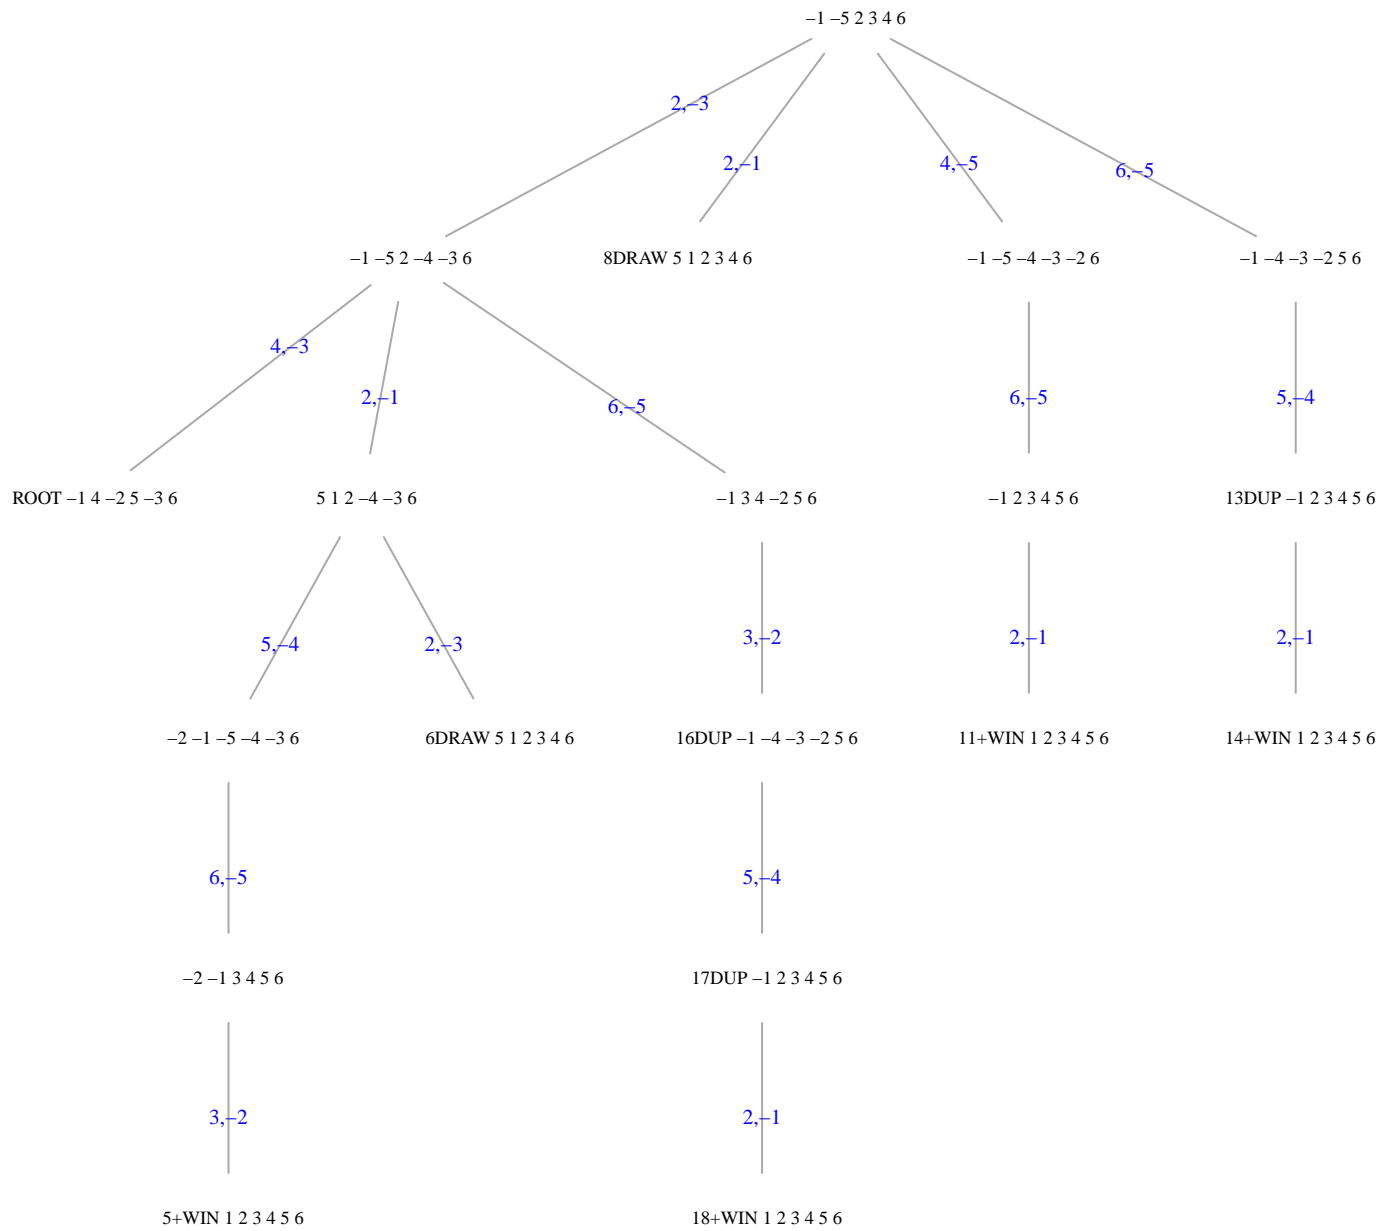 –1 –5 2 3 4 6
2,–3
2,–1
4,–5
6,–5
–1 –5 2 –4 –3 6
8DRAW 5 1 2 3 4 6
–1 –5 –4 –3 –2 6
–1 –4 –3 –2 5 6
4,–3
2,–1
6,–5
6,–5
5,–4
ROOT –1 4 –2 5 –3 6
5 1 2 –4 –3 6
–1 3 4 –2 5 6
–1 2 3 4 5 6
13DUP –1 2 3 4 5 6
5,–4
2,–3
3,–2
2,–1
2,–1
–2 –1 –5 –4 –3 6
6DRAW 5 1 2 3 4 6
16DUP –1 –4 –3 –2 5 6
11+WIN 1 2 3 4 5 6
14+WIN 1 2 3 4 5 6
6,–5
5,–4
–2 –1 3 4 5 6
17DUP –1 2 3 4 5 6
3,–2
2,–1
5+WIN 1 2 3 4 5 6
18+WIN 1 2 3 4 5 6